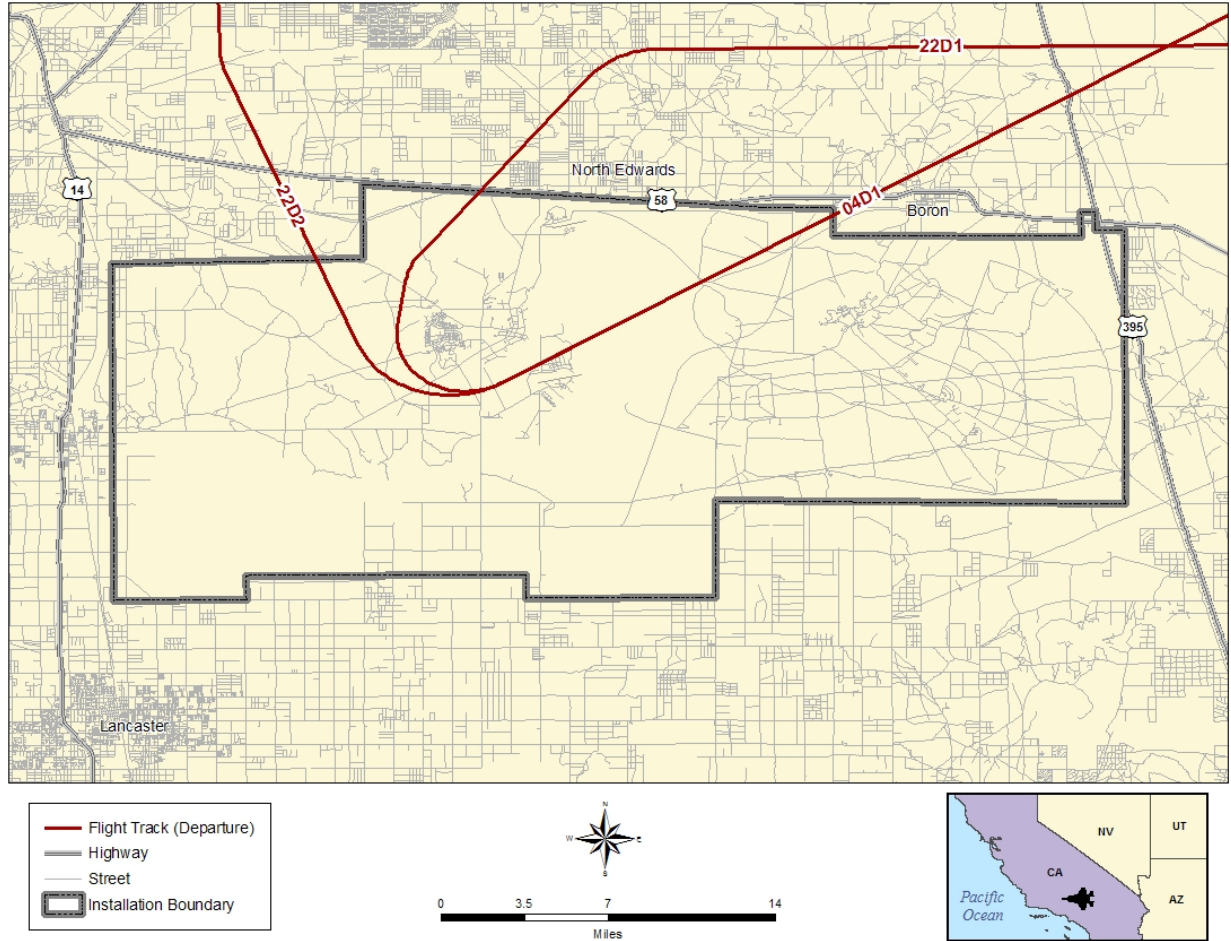 22D1
North Edwards
14
22D2
58
04D1
Boron
395
Lancaster
Flight Track (Departure)
Highway
Street
Installation Boundary
N
W
E
S
0 3.5 7 14
Miles
NV
UT
CA
AZ
Pacific
Ocean